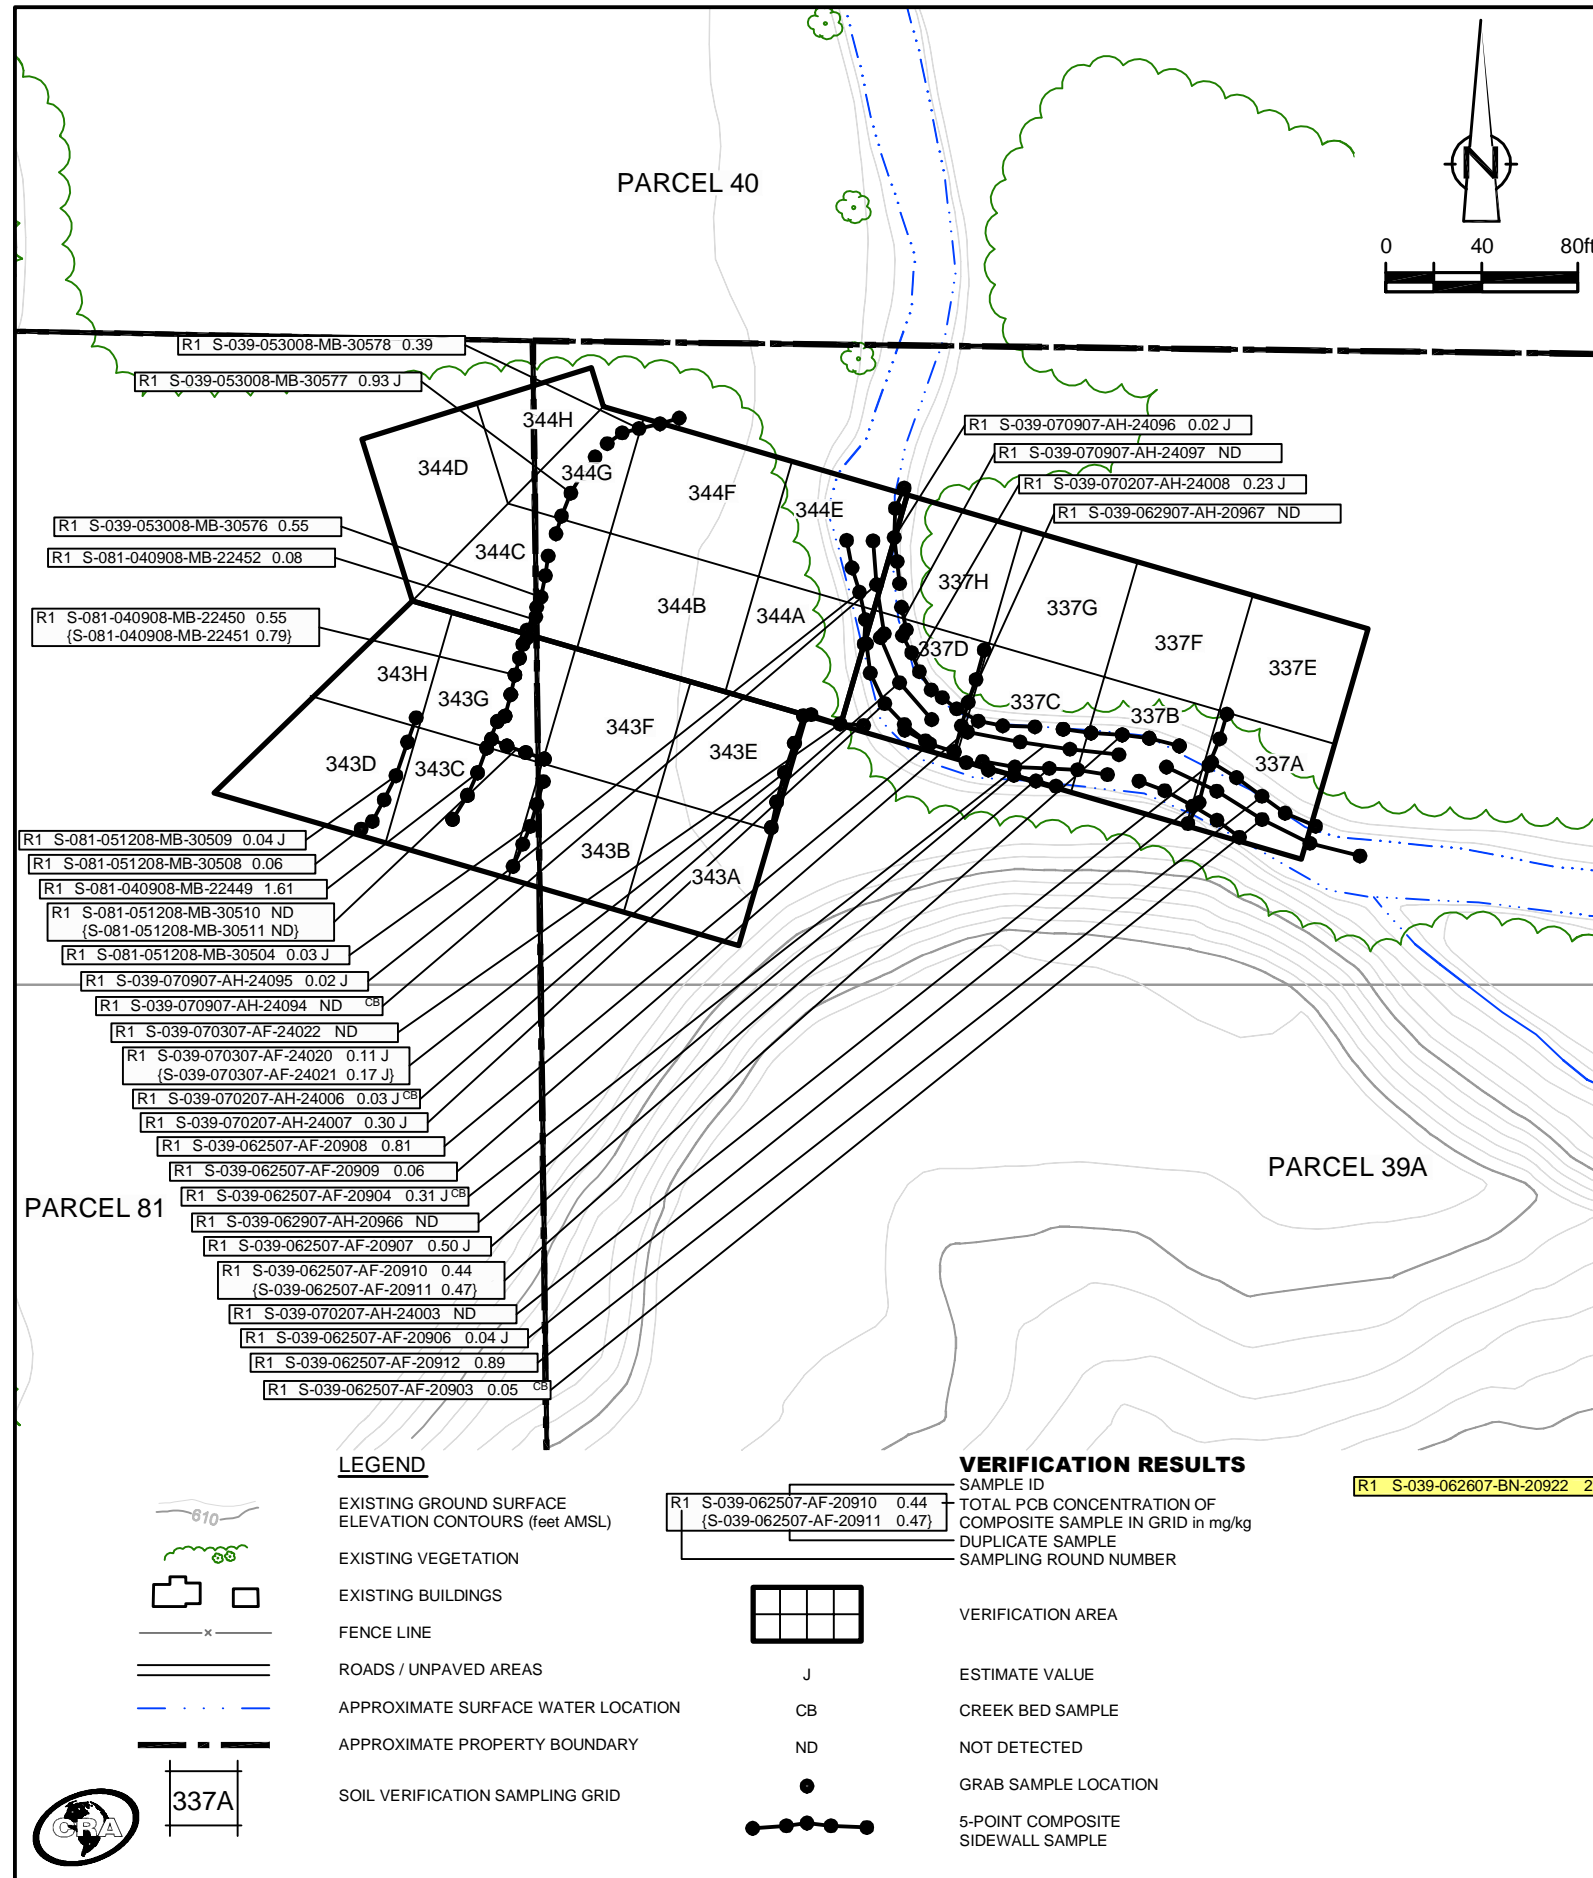 PARCEL 40
N
0 40 80ft
R1 S-039-053008-MB-30578 0.39
R1 S-039-053008-MB-30577 0.93 J
R1 S-039-053008-MB-30576 0.55
R1 S-081-040908-MB-22452 0.08
R1 S-081-040908-MB-22450 0.55
{S-081-040908-MB-22451 0.79}
R1 S-039-070907-AH-24096 0.02 J
R1 S-039-070907-AH-24097 ND
R1 S-039-070207-AH-24008 0.23 J
R1 S-039-062907-AH-20967 ND
344H
344D
344G
344F
344E
344C
344B
344A
343H
343G
343F
343E
343D
343C
343B
343A
337H
337G
337F
337E
337D
337C
337B
337A
R1 S-081-051208-MB-30509 0.04 J
R1 S-081-051208-MB-30508 0.06
R1 S-081-040908-MB-22449 1.61
R1 S-081-051208-MB-30510 ND
{S-081-051208-MB-30511 ND}
R1 S-081-051208-MB-30504 0.03 J
R1 S-039-070907-AH-24095 0.02 J
R1 S-039-070907-AH-24094 ND CB
R1 S-039-070307-AF-24022 ND
R1 S-039-070307-AF-24020 0.11 J
{S-039-070307-AF-24021 0.17 J}
R1 S-039-070207-AH-24006 0.03 J CB
R1 S-039-070207-AH-24007 0.30 J
R1 S-039-062507-AF-20908 0.81
R1 S-039-062507-AF-20909 0.06
R1 S-039-062507-AF-20904 0.31 J CB
R1 S-039-062907-AH-20966 ND
R1 S-039-062507-AF-20907 0.50 J
R1 S-039-062507-AF-20910 0.44
{S-039-062507-AF-20911 0.47}
R1 S-039-070207-AH-24003 ND
R1 S-039-062507-AF-20906 0.04 J
R1 S-039-062507-AF-20912 0.89
R1 S-039-062507-AF-20903 0.05 CB
PARCEL 81
PARCEL 39A
LEGEND
610
EXISTING GROUND SURFACE
ELEVATION CONTOURS (feet AMSL)
EXISTING VEGETATION
EXISTING BUILDINGS
x
FENCE LINE
ROADS / UNPAVED AREAS
APPROXIMATE SURFACE WATER LOCATION
APPROXIMATE PROPERTY BOUNDARY
337A
SOIL VERIFICATION SAMPLING GRID
CRA
VERIFICATION RESULTS
R1 S-039-062507-AF-20910 0.44
{S-039-062507-AF-20911 0.47}
SAMPLE ID
TOTAL PCB CONCENTRATION OF
COMPOSITE SAMPLE IN GRID in mg/kg
DUPLICATE SAMPLE
SAMPLING ROUND NUMBER
R1 S-039-062607-BN-20922 2
VERIFICATION AREA
J
ESTIMATE VALUE
CB
CREEK BED SAMPLE
ND
NOT DETECTED
GRAB SAMPLE LOCATION
5-POINT COMPOSITE
SIDEWALL SAMPLE